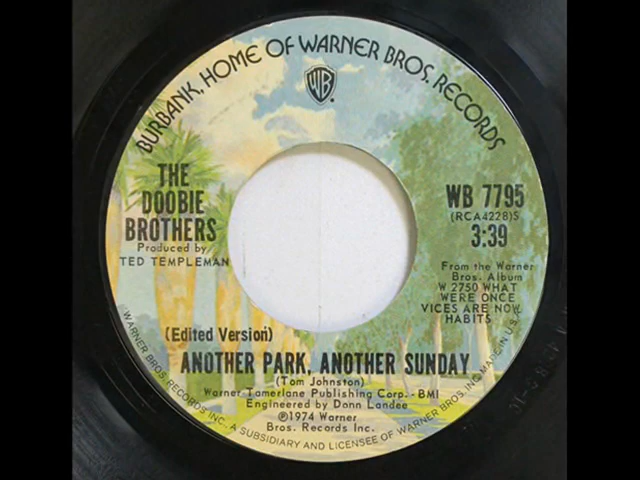 BURBANK, HOME OF WARNER BROS. RECORDS
WB
THE
DOOBIE
BROTHERS
Produced by
TED TEMPLEMAN
WB 7795
(RCA4228)S
3:39
From the Warner
Bros. Album
W 2750 WHAT
WERE ONCE
VICES ARE NOW
HABITS
(Edited Version)
ANOTHER PARK, ANOTHER SUNDAY
(Tom Johnston)
Warner-Tamerlane Publishing Corp. - BMI
Engineered by Donn Landee
℗1974 Warner
Bros. Records Inc.
WARNER BROS. RECORDS INC. A SUBSIDIARY AND LICENSEE OF WARNER BROS. INC. MADE IN U.S.